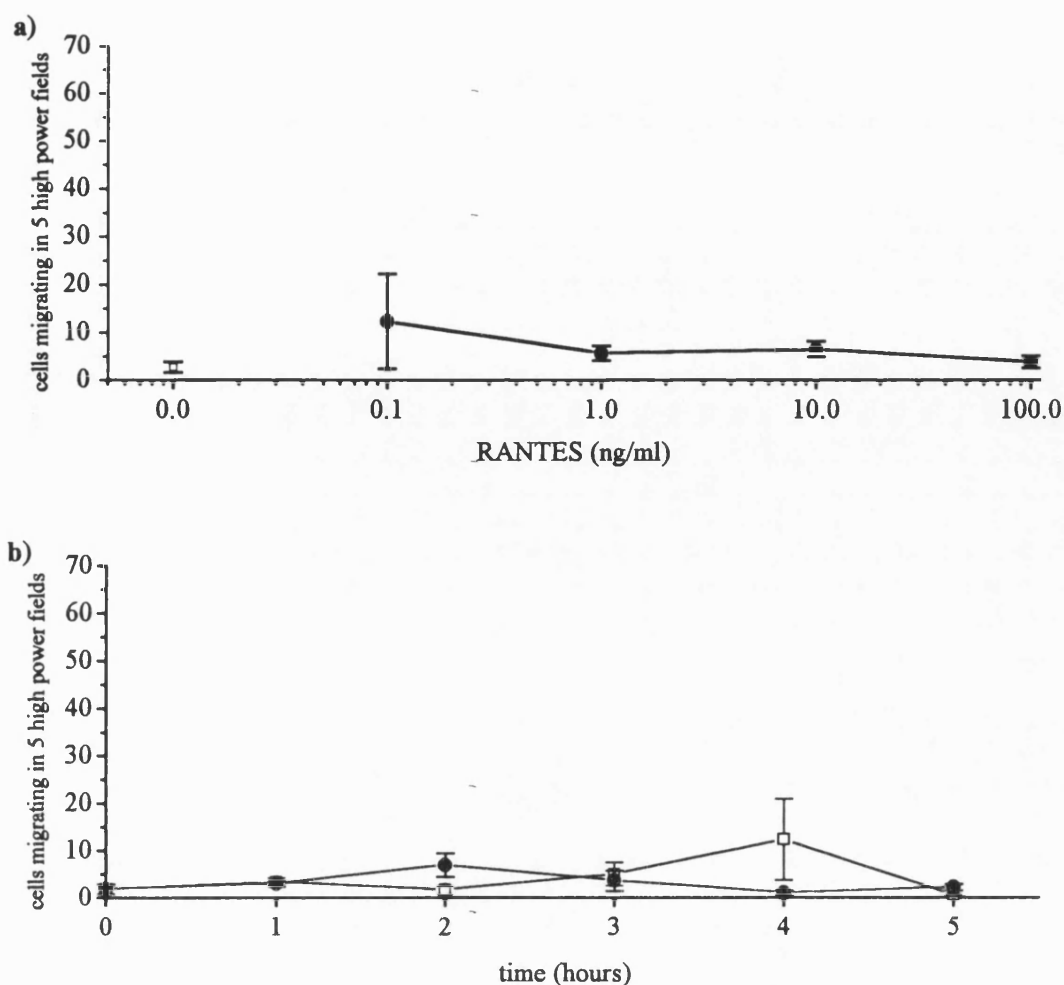 a)
cells migrating in 5 high power fields
70
60
50
40
30
20
10
0
0.0 0.1 1.0 10.0 100.0
RANTES (ng/ml)
b)
cells migrating in 5 high power fields
70
60
50
40
30
20
10
0
0 1 2 3 4 5
time (hours)